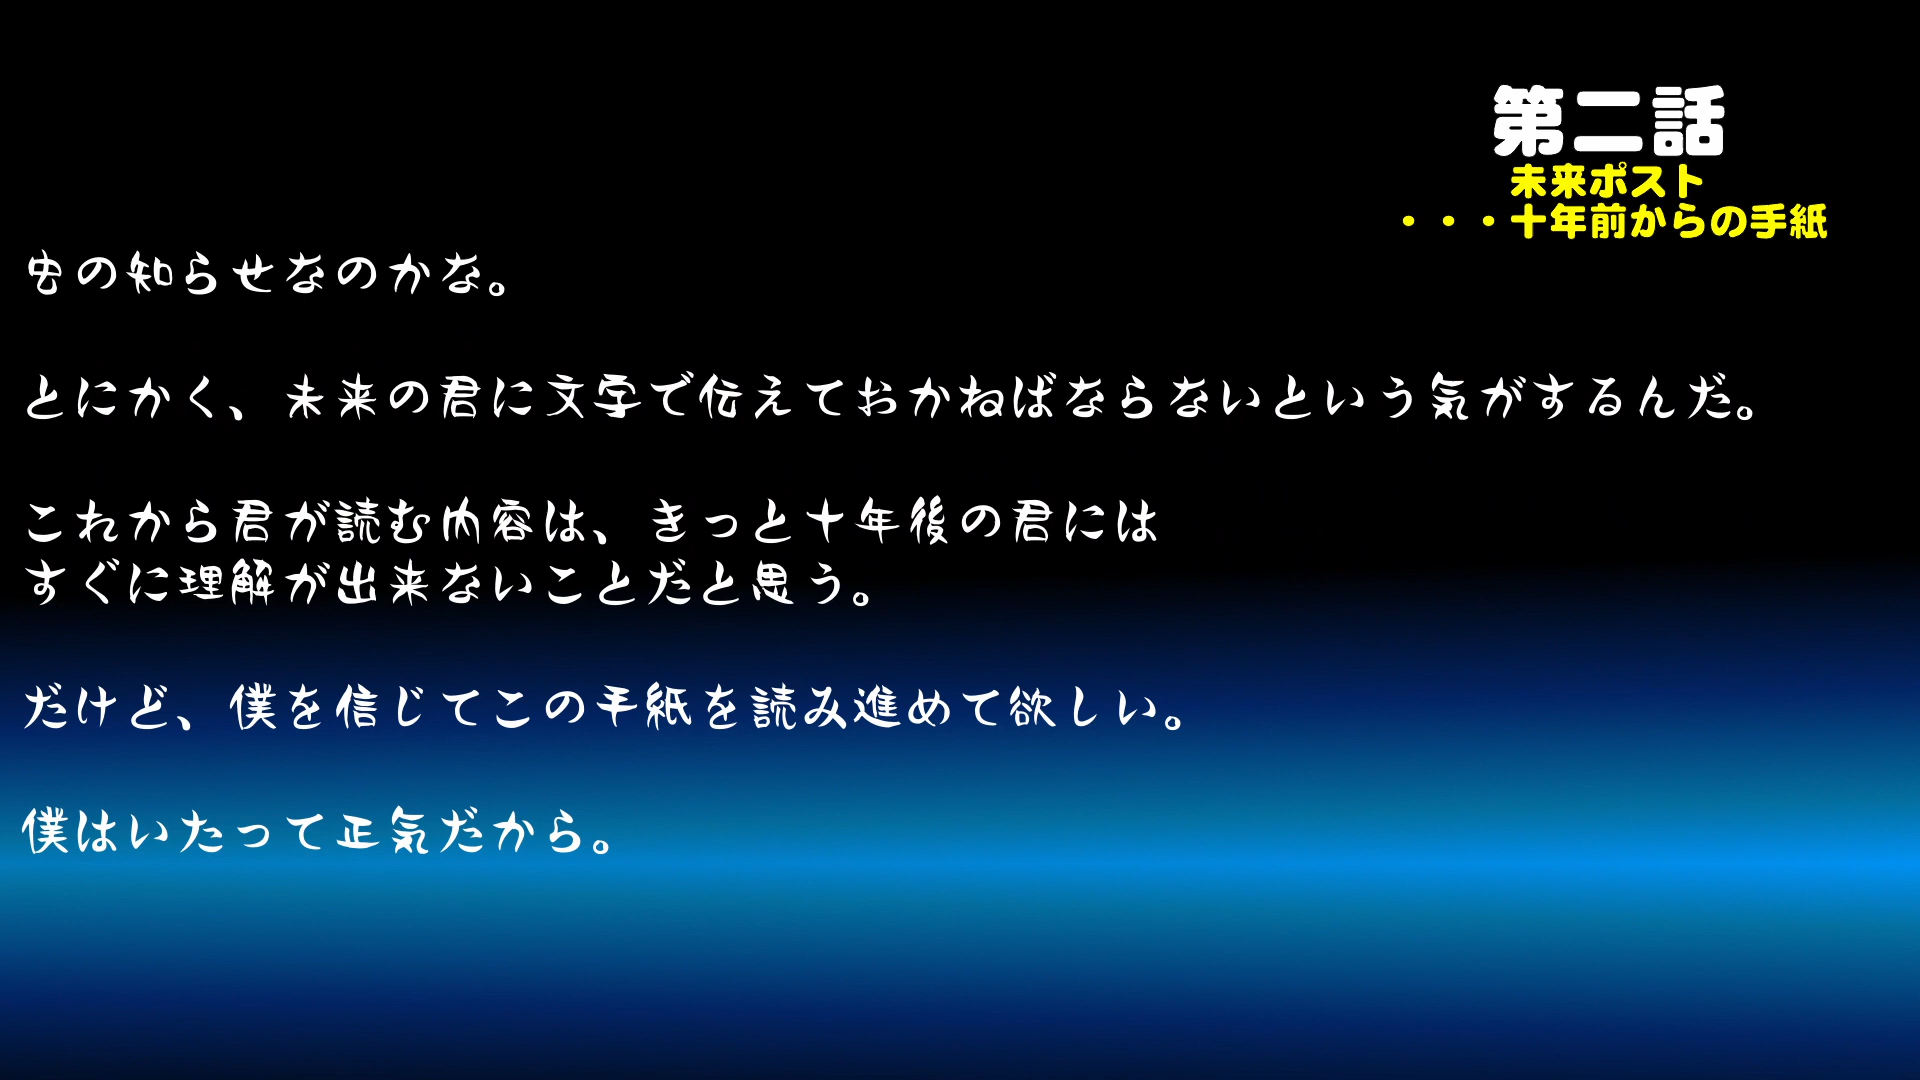 第二話
未来ポスト
・・・十年前からの手紙
虫の知らせなのかな。
とにかく、未来の君に文字で伝えておかねばならないという気がするんだ。
これから君が読む内容は、きっと十年後の君には
すぐに理解が出来ないことだと思う。
だけど、僕を信じてこの手紙を読み進めて欲しい。
僕はいたって正気だから。